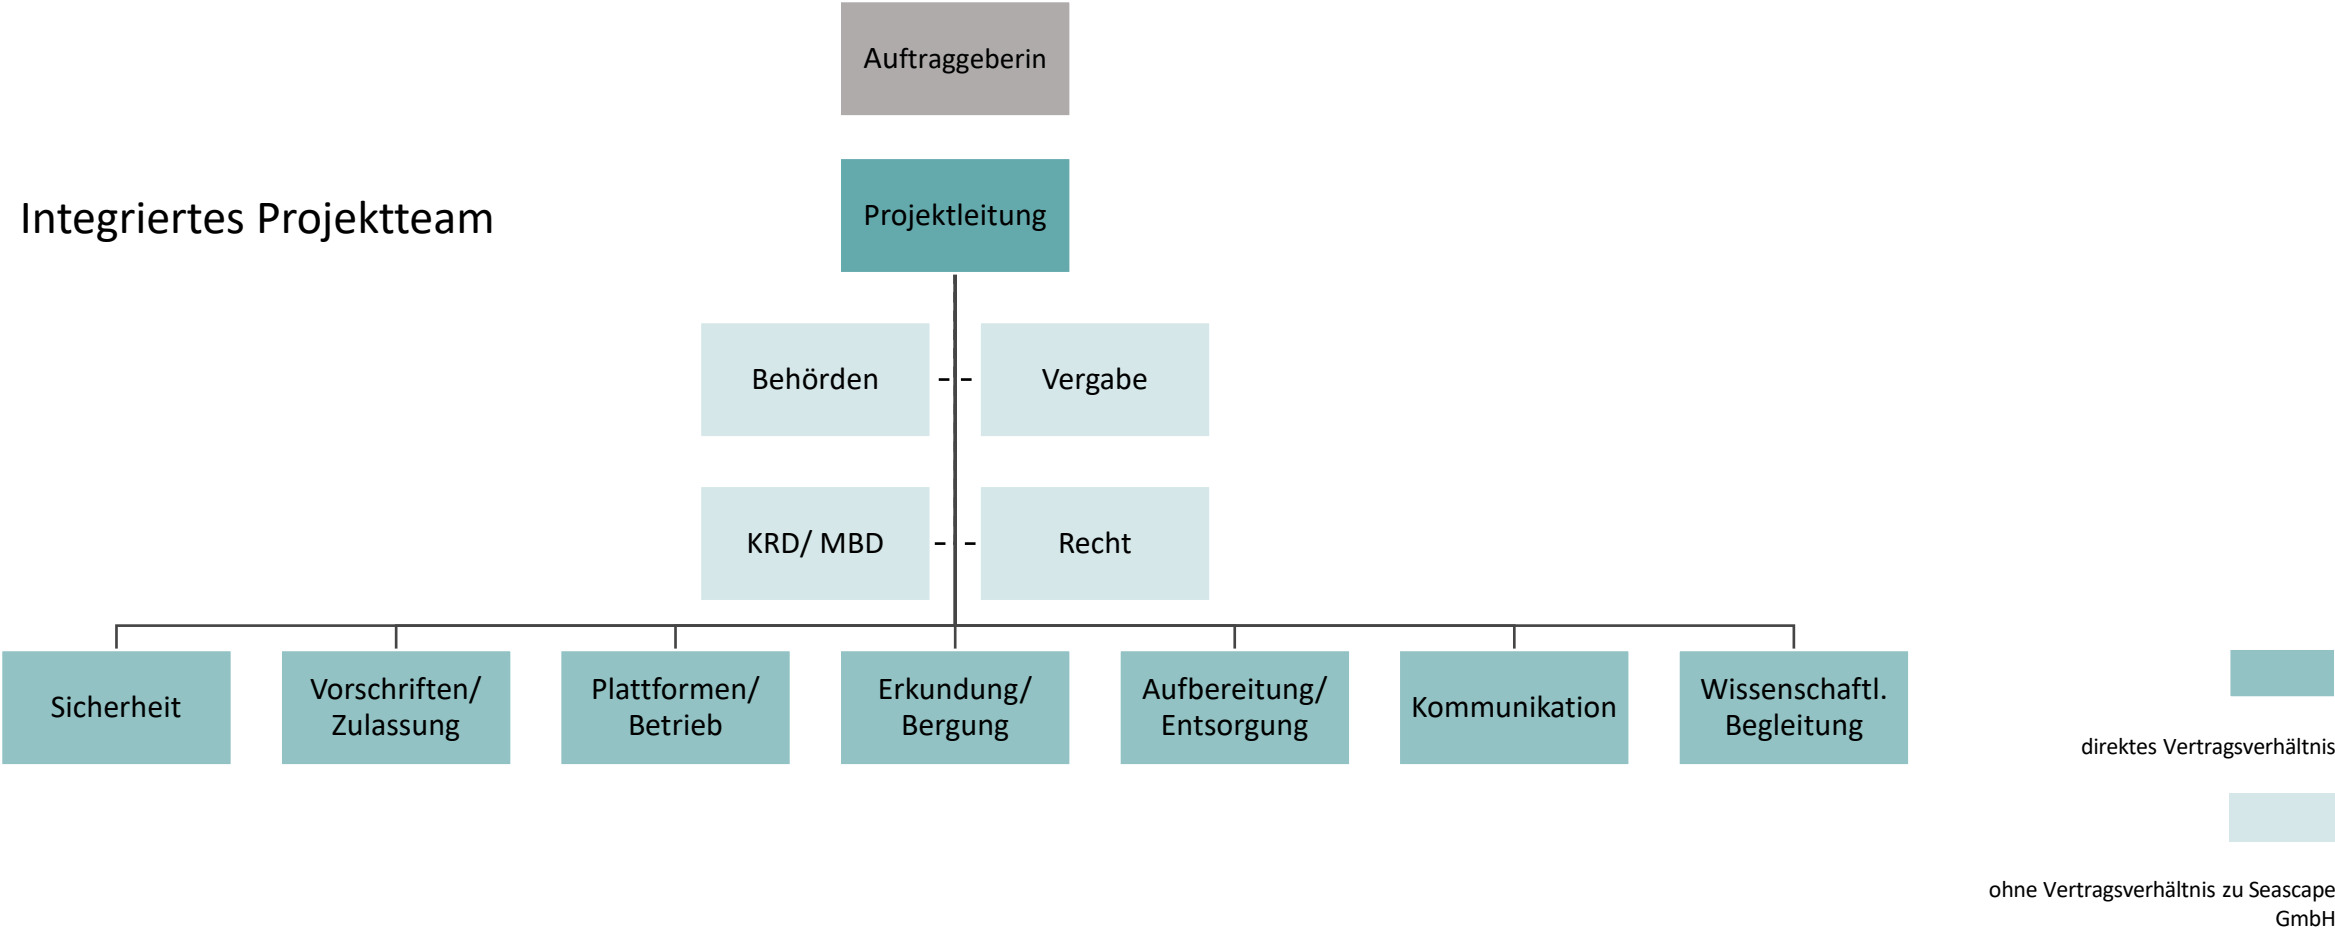 Auftraggeberin
Integriertes Projektteam
Projektleitung
Behörden
Vergabe
KRD/ MBD
Recht
Sicherheit
Vorschriften/
Zulassung
Plattformen/
Betrieb
Erkundung/
Bergung
Aufbereitung/
Entsorgung
Kommunikation
Wissenschaftl.
Begleitung
direktes Vertragsverhältnis
ohne Vertragsverhältnis zu Seascape
GmbH